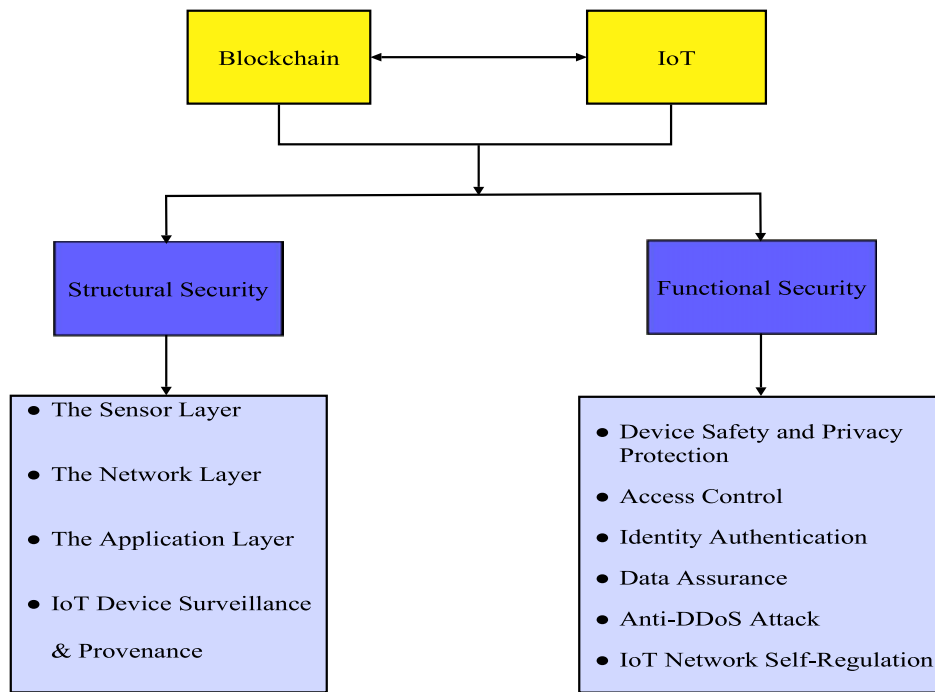 Blockchain
IoT
Structural Security
Functional Security
• The Sensor Layer
• The Network Layer
• The Application Layer
• IoT Device Surveillance
& Provenance
• Device Safety and Privacy
Protection
• Access Control
• Identity Authentication
• Data Assurance
• Anti-DDoS Attack
• IoT Network Self-Regulation